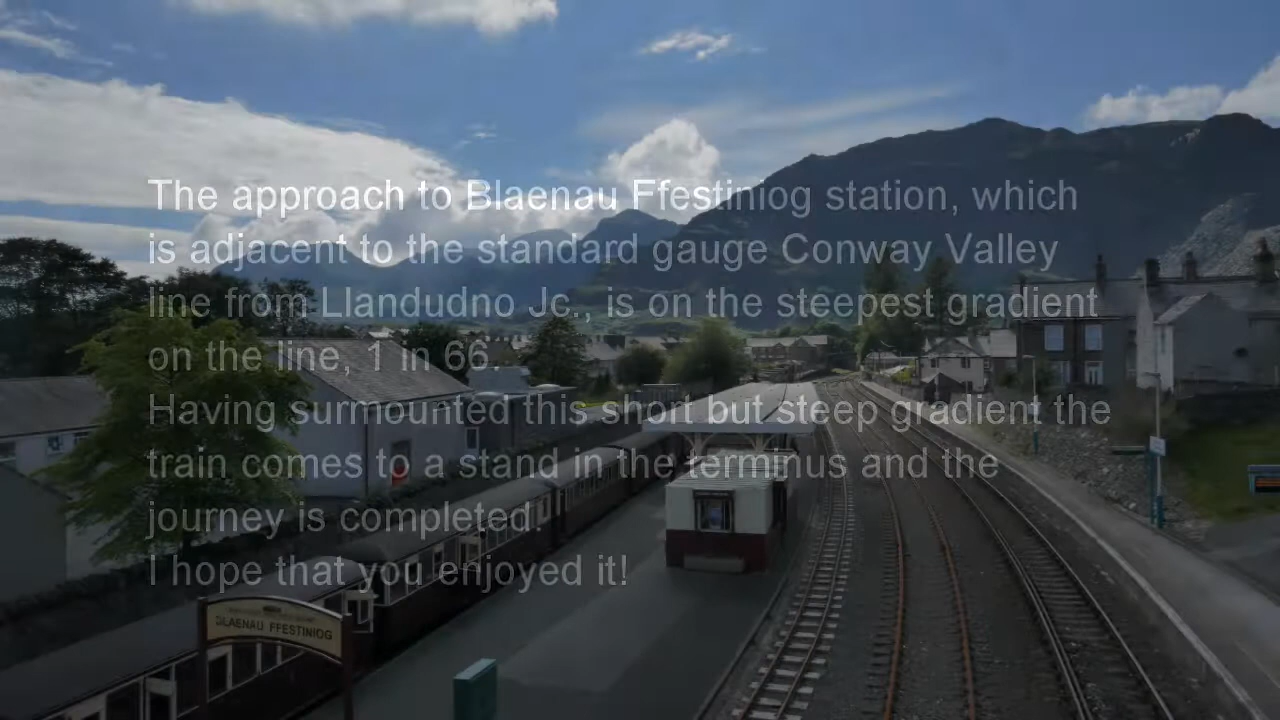 The approach to Blaenau Ffestiniog station, which
is adjacent to the standard gauge Conway Valley
line from Llandudno Jc., is on the steepest gradient
on the line, 1 in 66.
Having surmounted this short but steep gradient the
train comes to a stand in the terminus and the
journey is completed.
I hope that you enjoyed it!
BLAENAU FFESTINIOG